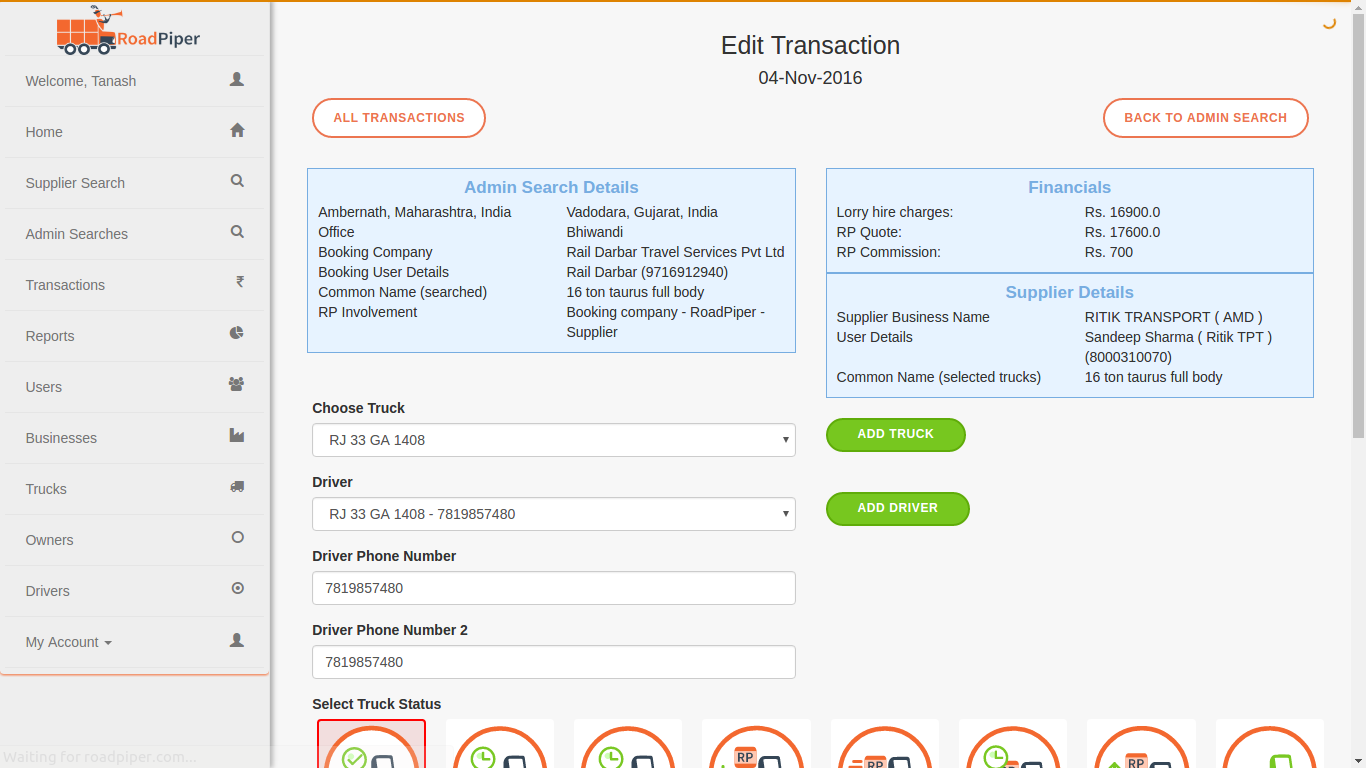 RoadPiper
Welcome, Tanash
Home
Supplier Search
Admin Searches
Transactions
₹
Reports
Users
Businesses
Trucks
Owners
Drivers
My Account
Edit Transaction
04-Nov-2016
ALL TRANSACTIONS
BACK TO ADMIN SEARCH
Admin Search Details
Ambernath, Maharashtra, India Vadodara, Gujarat, India
Office Bhiwandi
Booking Company Rail Darbar Travel Services Pvt Ltd
Booking User Details Rail Darbar (9716912940)
Common Name (searched) 16 ton taurus full body
RP Involvement Booking company - RoadPiper -
Supplier
Financials
Lorry hire charges: Rs. 16900.0
RP Quote: Rs. 17600.0
RP Commission: Rs. 700
Supplier Details
Supplier Business Name RITIK TRANSPORT ( AMD )
User Details Sandeep Sharma ( Ritik TPT )
(8000310070)
Common Name (selected trucks) 16 ton taurus full body
Choose Truck
RJ 33 GA 1408
ADD TRUCK
Driver
RJ 33 GA 1408 - 7819857480
ADD DRIVER
Driver Phone Number
7819857480
Driver Phone Number 2
7819857480
Select Truck Status
RP
RP
RP
Waiting for roadpiper.com...